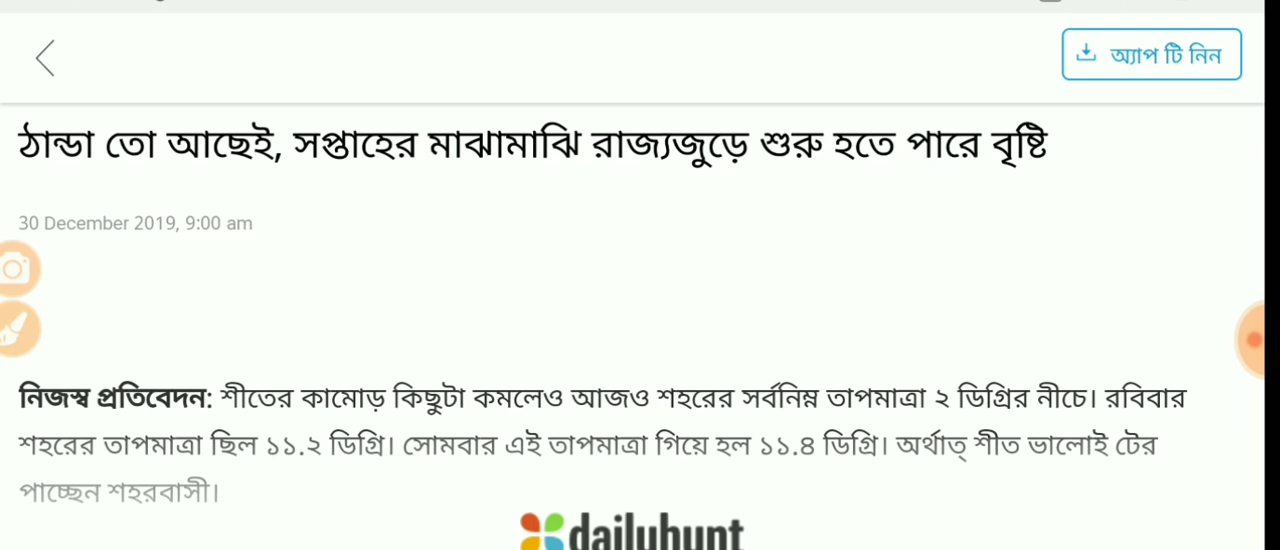 অ্যাপ টি নিন
ঠান্ডা তো আছেই, সপ্তাহের মাঝামাঝি রাজ্যজুড়ে শুরু হতে পারে বৃষ্টি
30 December 2019, 9:00 am
নিজস্ব প্রতিবেদন: শীতের কামোড় কিছুটা কমলেও আজও শহরের সর্বনিম্ন তাপমাত্রা ২ ডিগ্রির নীচে। রবিবার
শহরের তাপমাত্রা ছিল ১১.২ ডিগ্রি। সোমবার এই তাপমাত্রা গিয়ে হল ১১.৪ ডিগ্রি। অর্থাত্‍ শীত ভালোই টের
পাচ্ছেন শহরবাসী।
dailyhunt